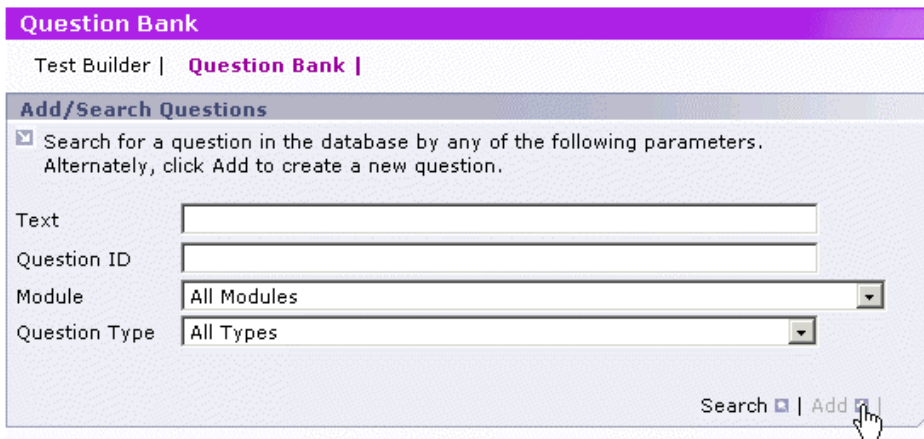 Question Bank
Test Builder | Question Bank |
Add/Search Questions
Search for a question in the database by any of the following parameters.
Alternately, click Add to create a new question.
Text
Question ID
Module All Modules
Question Type All Types
Search | Add |